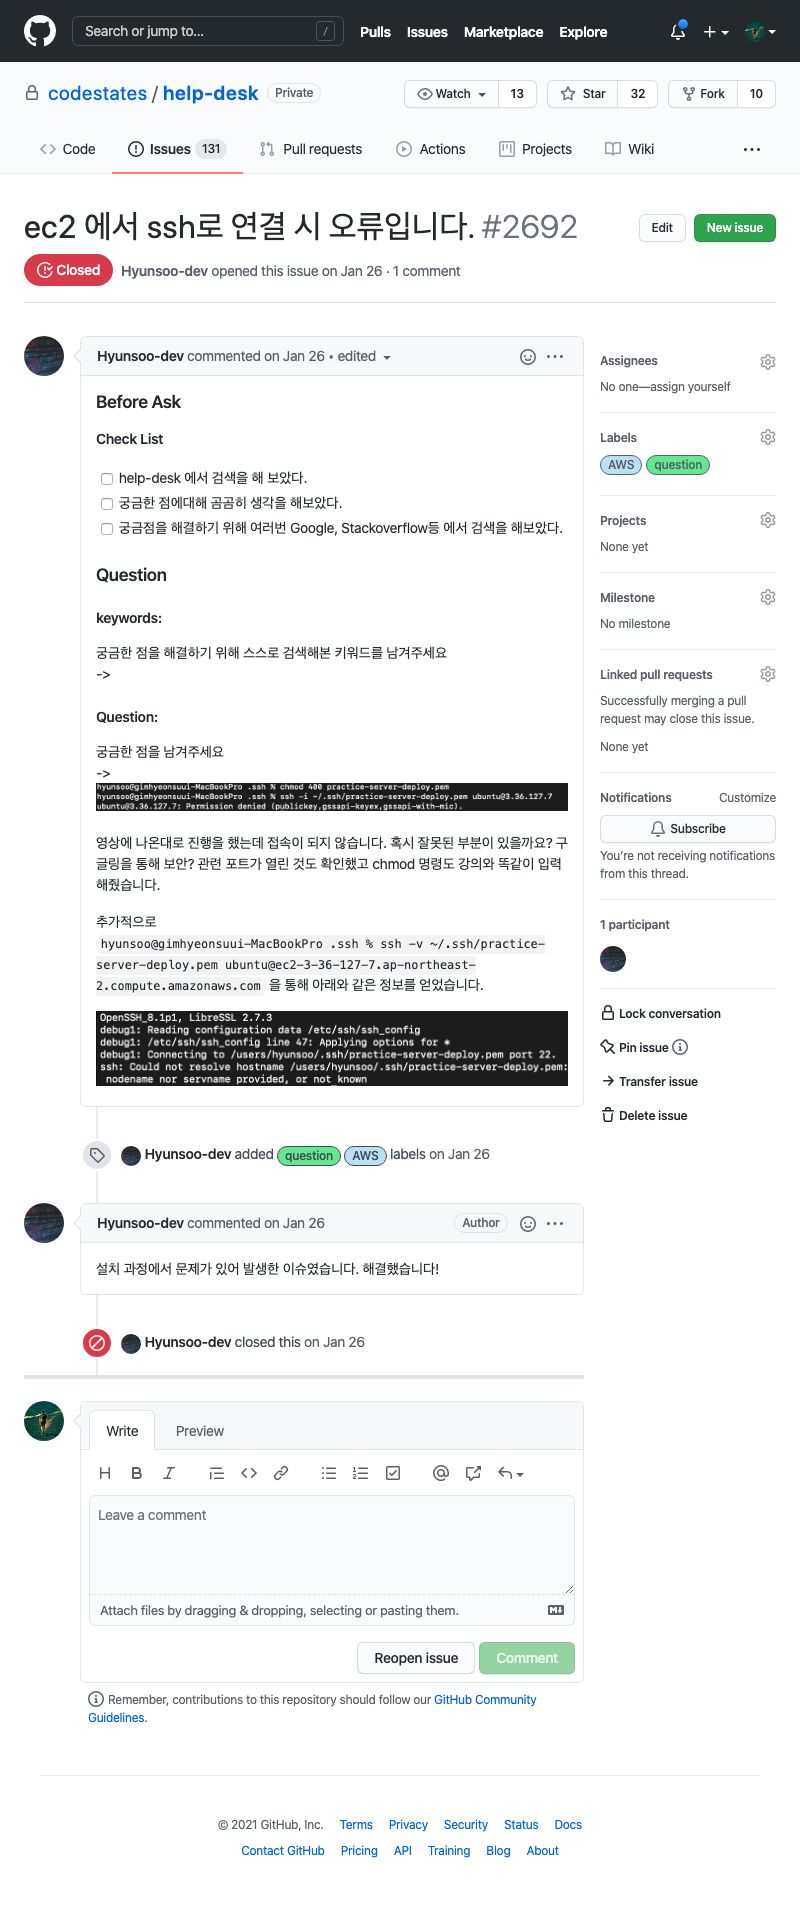 Search or jump to... /
Pulls Issues Marketplace Explore
codestates / help-desk Private
Watch 13 Star 32 Fork 10
Code Issues 131 Pull requests Actions Projects Wiki ...
ec2 에서 ssh로 연결 시 오류입니다. #2692
Edit New issue
Closed Hyunsoo-dev opened this issue on Jan 26 · 1 comment
Hyunsoo-dev commented on Jan 26 • edited
Before Ask
Check List
help-desk 에서 검색을 해 보았다.
궁금한 점에대해 곰곰히 생각을 해보았다.
궁금점을 해결하기 위해 여러번 Google, Stackoverflow등 에서 검색을 해보았다.
Question
keywords:
궁금한 점을 해결하기 위해 스스로 검색해본 키워드를 남겨주세요
->
Question:
궁금한 점을 남겨주세요
->
hyunsoo@gimhyeonsuui-MacBookPro .ssh % chmod 400 practice-server-deploy.pem
hyunsoo@gimhyeonsuui-MacBookPro .ssh % ssh -i ~/.ssh/practice-server-deploy.pem ubuntu@3.36.127.7
ubuntu@3.36.127.7: Permission denied (publickey,gssapi-keyex,gssapi-with-mic).
영상에 나온대로 진행을 했는데 접속이 되지 않습니다. 혹시 잘못된 부분이 있을까요? 구
글링을 통해 보안? 관련 포트가 열린 것도 확인했고 chmod 명령도 강의와 똑같이 입력
해줬습니다.
추가적으로
hyunsoo@gimhyeonsuui-MacBookPro .ssh % ssh -v ~/.ssh/practice-
server-deploy.pem ubuntu@ec2-3-36-127-7.ap-northeast-
2.compute.amazonaws.com 을 통해 아래와 같은 정보를 얻었습니다.
OpenSSH_8.1p1, LibreSSL 2.7.3
debug1: Reading configuration data /etc/ssh/ssh_config
debug1: /etc/ssh/ssh_config line 47: Applying options for *
debug1: Connecting to /users/hyunsoo/.ssh/practice-server-deploy.pem port 22.
ssh: Could not resolve hostname /users/hyunsoo/.ssh/practice-server-deploy.pem:
nodename nor servname provided, or not known
Hyunsoo-dev added question AWS labels on Jan 26
Hyunsoo-dev commented on Jan 26 Author
설치 과정에서 문제가 있어 발생한 이슈였습니다. 해결했습니다!
Hyunsoo-dev closed this on Jan 26
Write Preview
Leave a comment
Attach files by dragging & dropping, selecting or pasting them.
Reopen issue Comment
Remember, contributions to this repository should follow our GitHub Community
Guidelines.
Assignees
No one—assign yourself
Labels
AWS question
Projects
None yet
Milestone
No milestone
Linked pull requests
Successfully merging a pull
request may close this issue.
None yet
Notifications Customize
Subscribe
You're not receiving notifications
from this thread.
1 participant
Lock conversation
Pin issue
Transfer issue
Delete issue
© 2021 GitHub, Inc. Terms Privacy Security Status Docs
Contact GitHub Pricing API Training Blog About